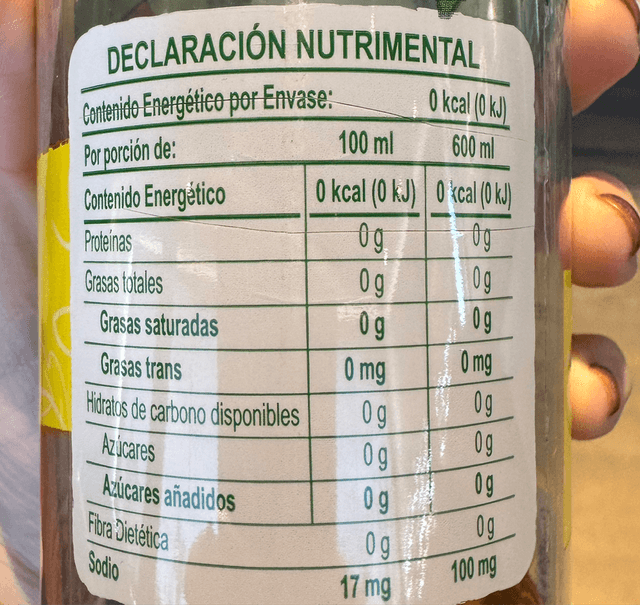 DECLARACIÓN NUTRIMENTAL
Contenido Energético por Envase: 0 kcal (0 kJ)
Por porción de: 100 ml 600 ml
Contenido Energético 0 kcal (0 kJ) 0 kcal (0 kJ)
Proteínas 0 g 0 g
Grasas totales 0 g 0 g
Grasas saturadas 0 g 0 g
Grasas trans 0 mg 0 mg
Hidratos de carbono disponibles 0 g 0 g
Azúcares 0 g 0 g
Azúcares añadidos 0 g 0 g
Fibra Dietética 0 g 0 g
Sodio 17 mg 100 mg